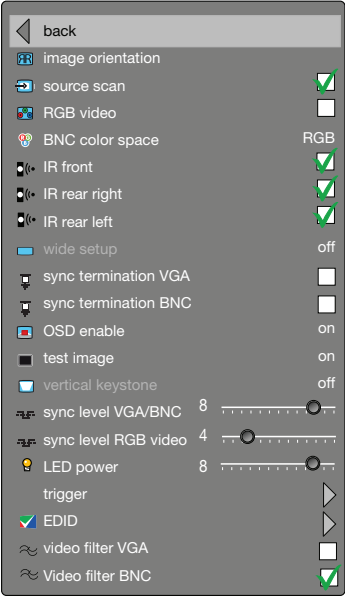 back
image orientation
source scan
RGB video
BNC color space RGB
IR front
IR rear right
IR rear left
wide setup off
sync termination VGA
sync termination BNC
OSD enable on
test image on
vertical keystone off
sync level VGA/BNC 8
sync level RGB video 4
LED power 8
trigger
EDID
video filter VGA
Video filter BNC